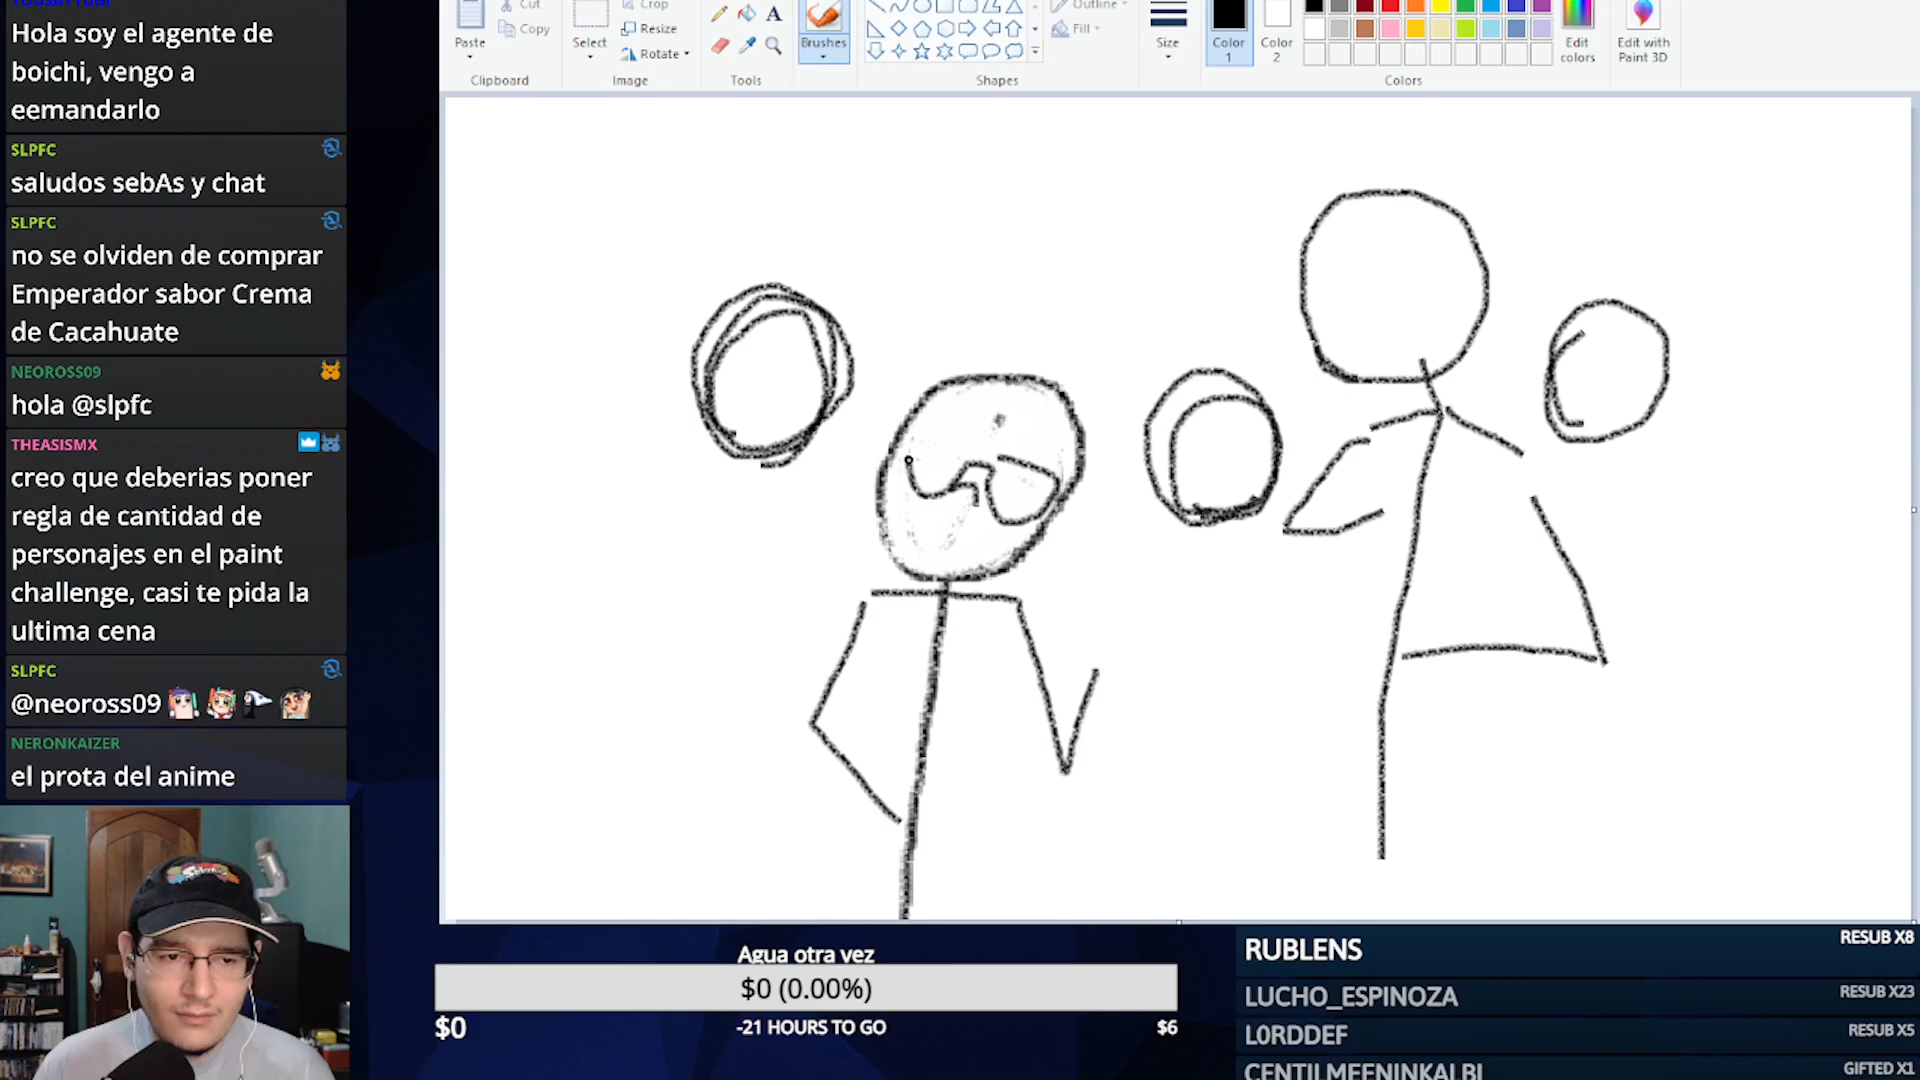 Hola soy el agente de
boichi, vengo a
eemandarlo
SLPFC
saludos sebAs y chat
SLPFC
no se olviden de comprar
Emperador sabor Crema
de Cacahuate
NEOROSS09
hola @slpfc
THEASISMX
creo que deberias poner
regla de cantidad de
personajes en el paint
challenge, casi te pida la
ultima cena
SLPFC
@neoross09
NERONKAIZER
el prota del anime
Paste
Cut
Copy
Clipboard
Select
Crop
Resize
Rotate
Image
A
Tools
Brushes
Outline
Fill
Shapes
Size
Color
1
Color
2
Edit
colors
Colors
Edit with
Paint 3D
Agua otra vez
$0 (0.00%)
$0
-21 HOURS TO GO
$6
RUBLENS RESUB X8
LUCHO_ESPINOZA RESUB X23
L0RDDEF RESUB X5
GIFTED X1